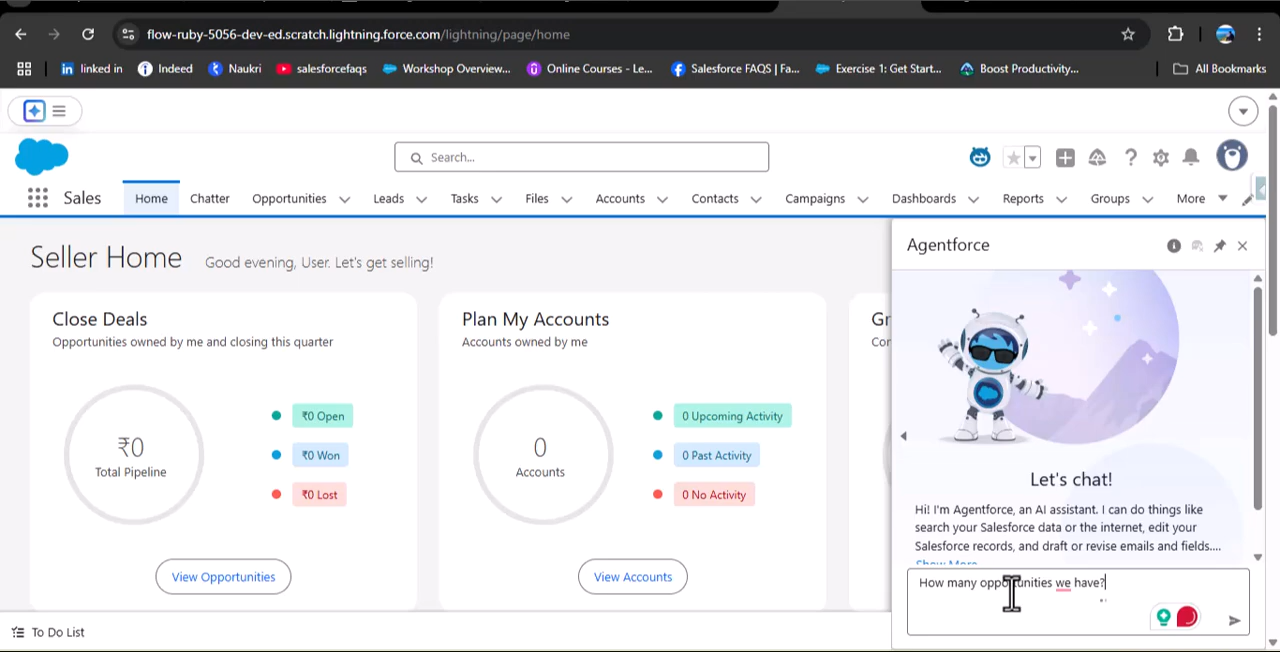 flow-ruby-5056-dev-ed.scratch.lightning.force.com/lightning/page/home
linked in Indeed Naukri salesforcefaqs Workshop Overview... Online Courses - Le... Salesforce FAQS | Fa... Exercise 1: Get Start... Boost Productivity... All Bookmarks
Search...
Sales Home Chatter Opportunities Leads Tasks Files Accounts Contacts Campaigns Dashboards Reports Groups More
Seller Home Good evening, User. Let's get selling!
Close Deals
Opportunities owned by me and closing this quarter
₹0
Total Pipeline
₹0 Open
₹0 Won
₹0 Lost
View Opportunities
Plan My Accounts
Accounts owned by me
0
Accounts
0 Upcoming Activity
0 Past Activity
0 No Activity
View Accounts
Gr
Cor
To Do List
Agentforce
Let's chat!
Hi! I'm Agentforce, an AI assistant. I can do things like
search your Salesforce data or the internet, edit your
Salesforce records, and draft or revise emails and fields....
Show More
How many opportunities we have?